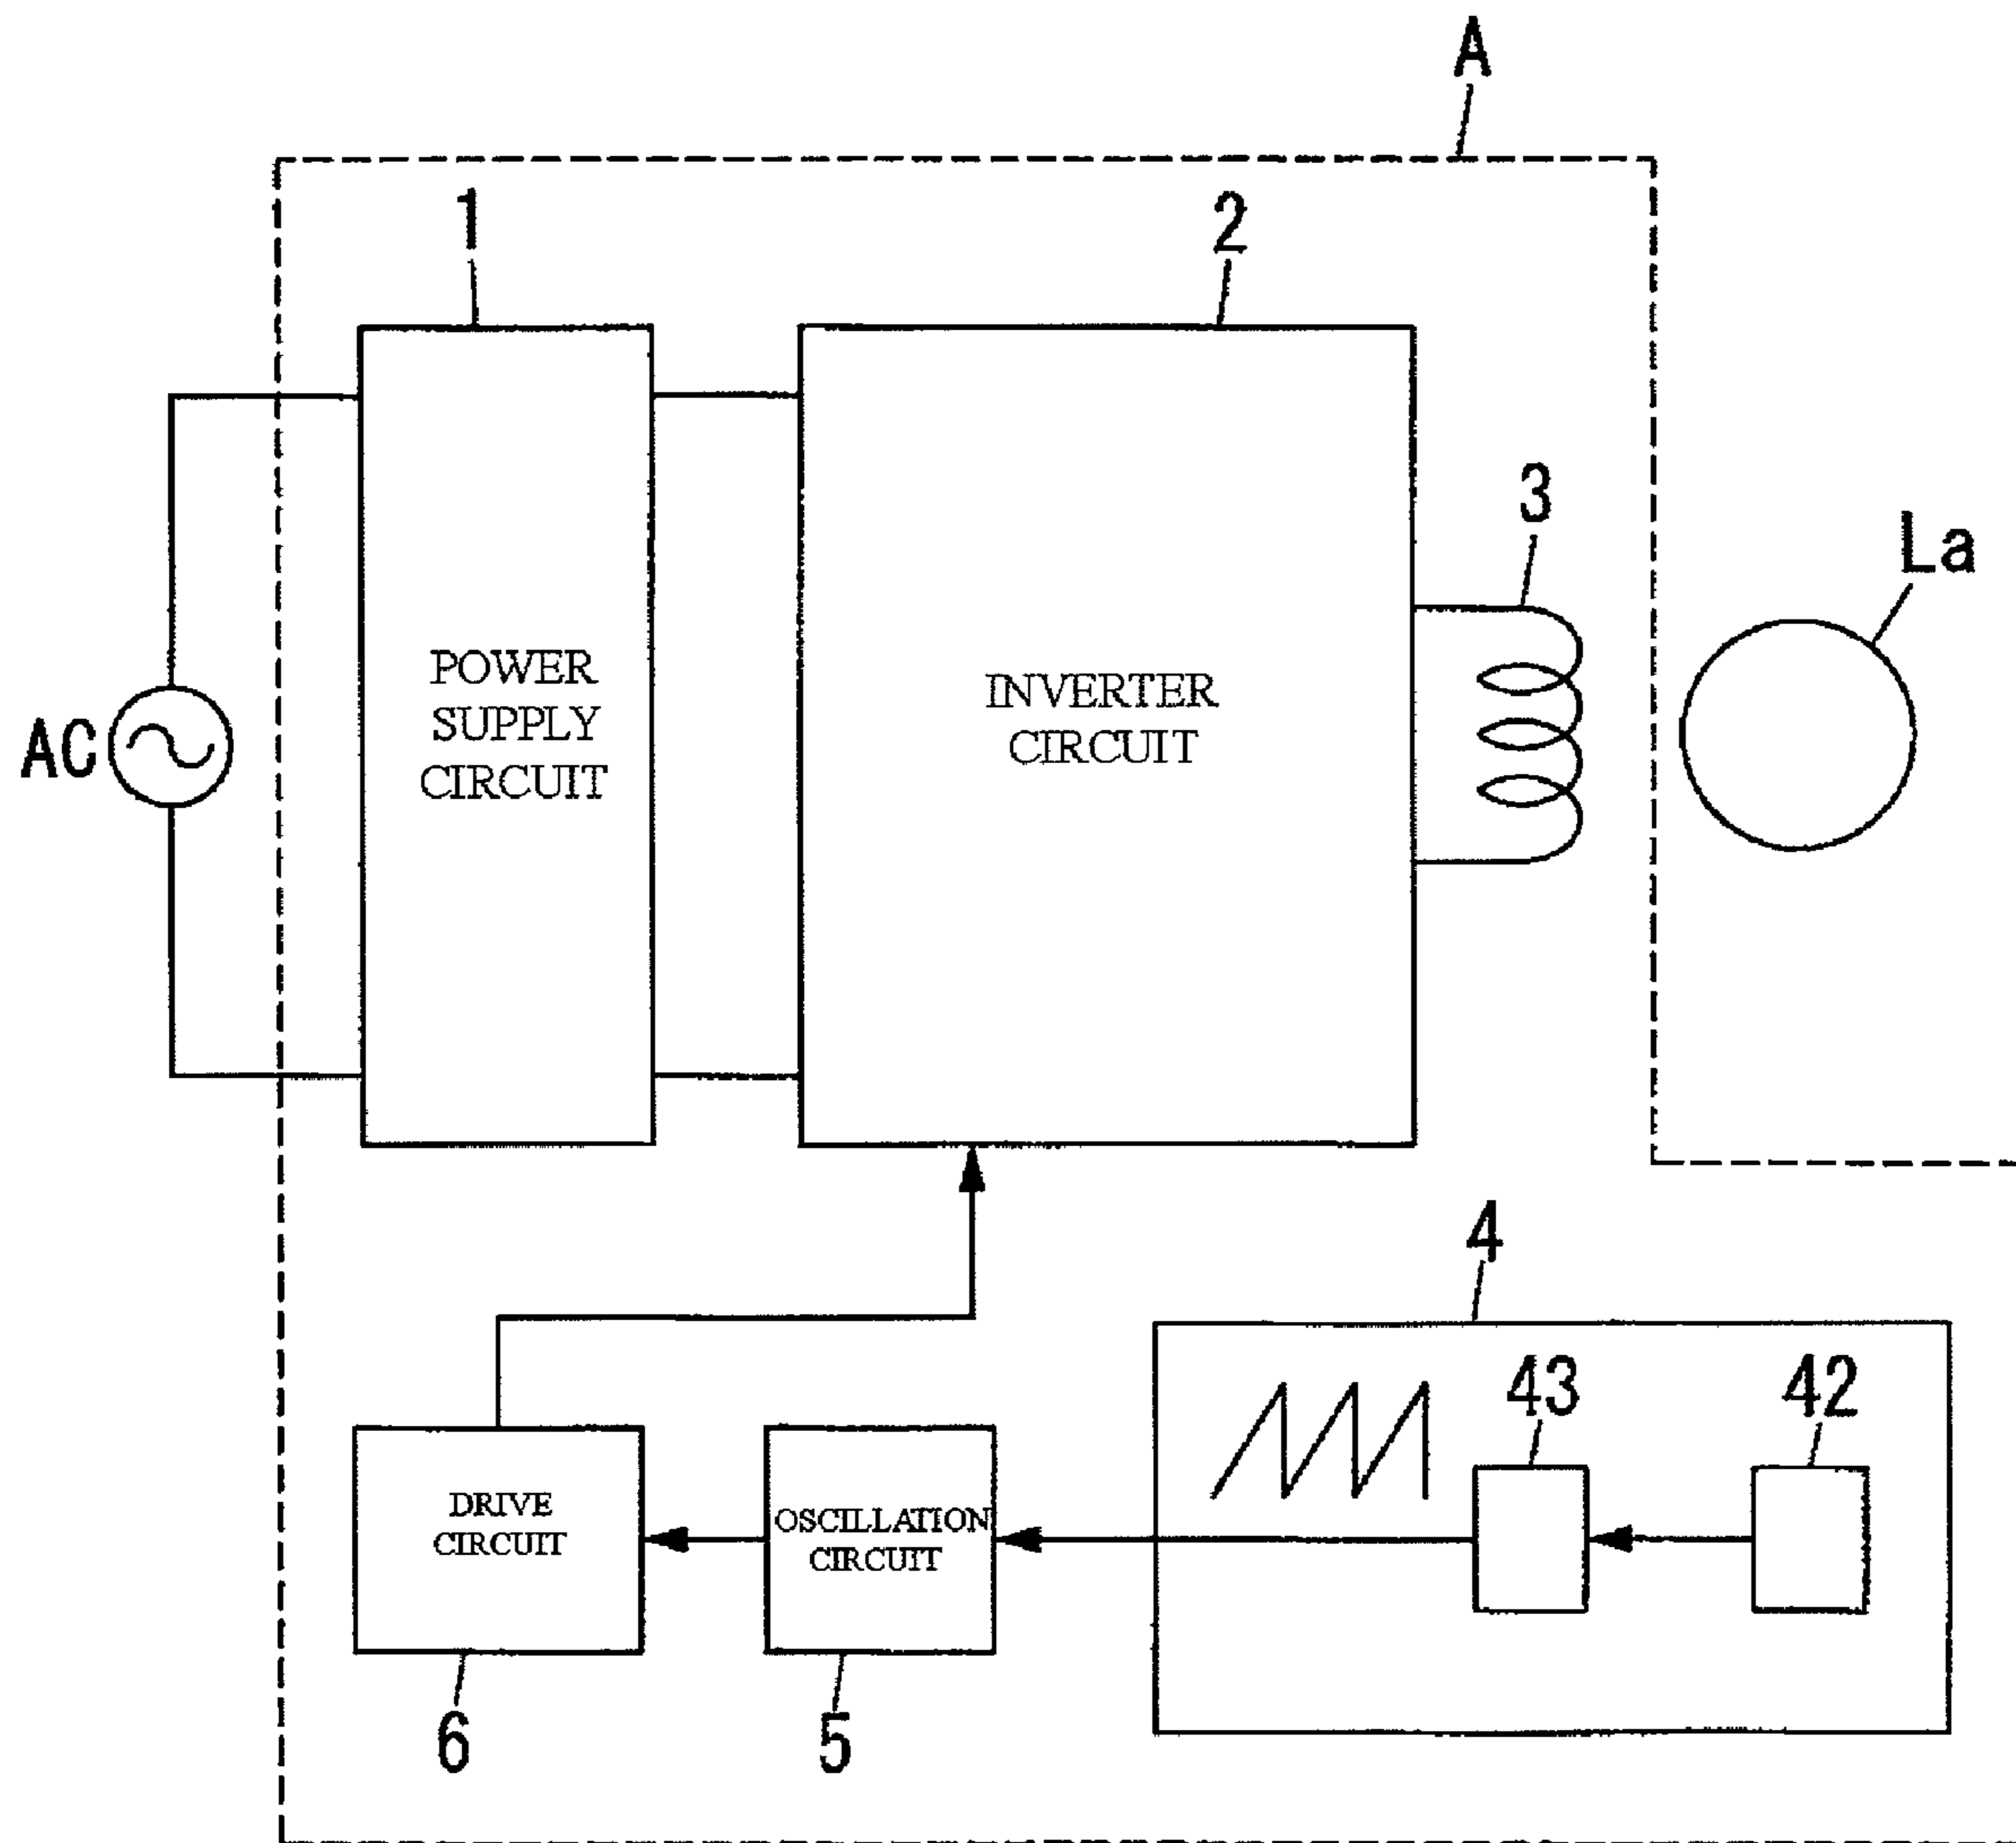 A
1
2
3
La
AC
POWER
SUPPLY
CIRCUIT
INVERTER
CIRCUIT
4
43
42
DRIVE
CIRCUIT
OSCILLATION
CIRCUIT
6
5